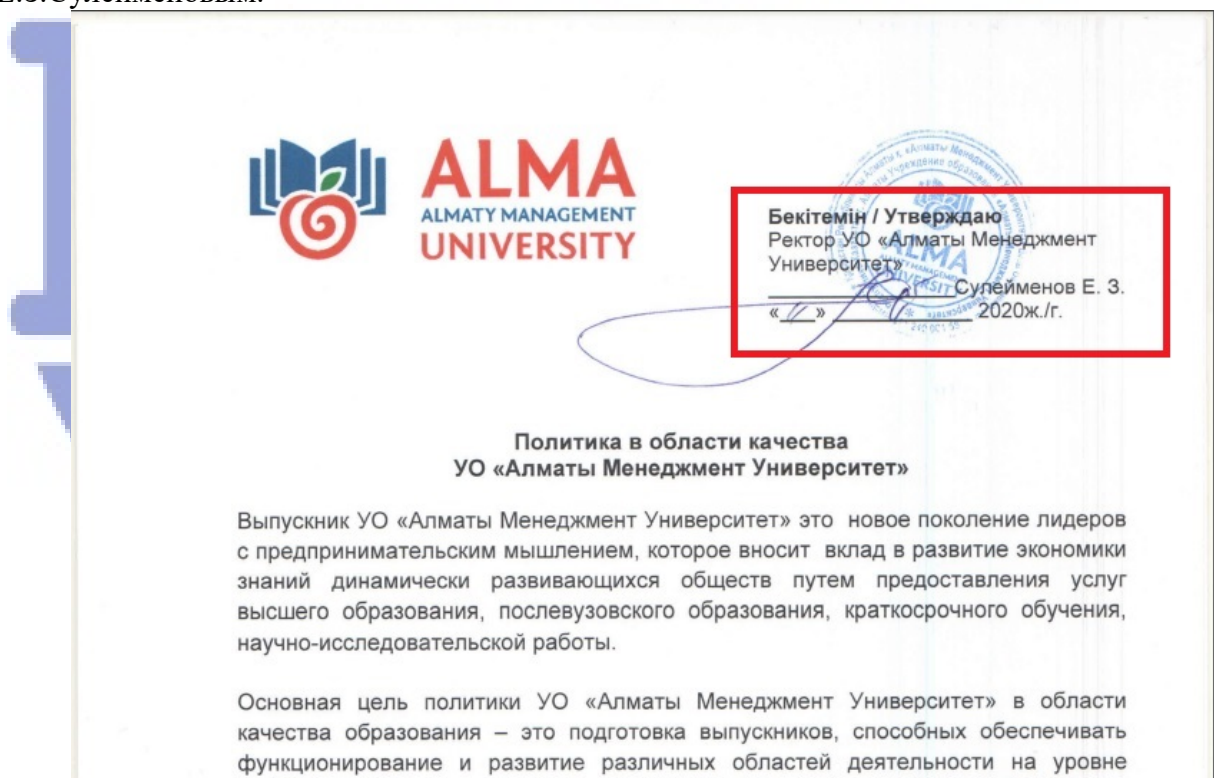 ALMA
ALMATY MANAGEMENT
UNIVERSITY
Бекітемін / Утверждаю
Ректор УО «Алматы Менеджмент
Университет»
Сулейменов Е. З.
«__» ____________ 2020ж./г.
Политика в области качества
УО «Алматы Менеджмент Университет»
Выпускник УО «Алматы Менеджмент Университет» это новое поколение лидеров
с предпринимательским мышлением, которое вносит вклад в развитие экономики
знаний динамически развивающихся обществ путем предоставления услуг
высшего образования, послевузовского образования, краткосрочного обучения,
научно-исследовательской работы.
Основная цель политики УО «Алматы Менеджмент Университет» в области
качества образования – это подготовка выпускников, способных обеспечивать
функционирование и развитие различных областей деятельности на уровне